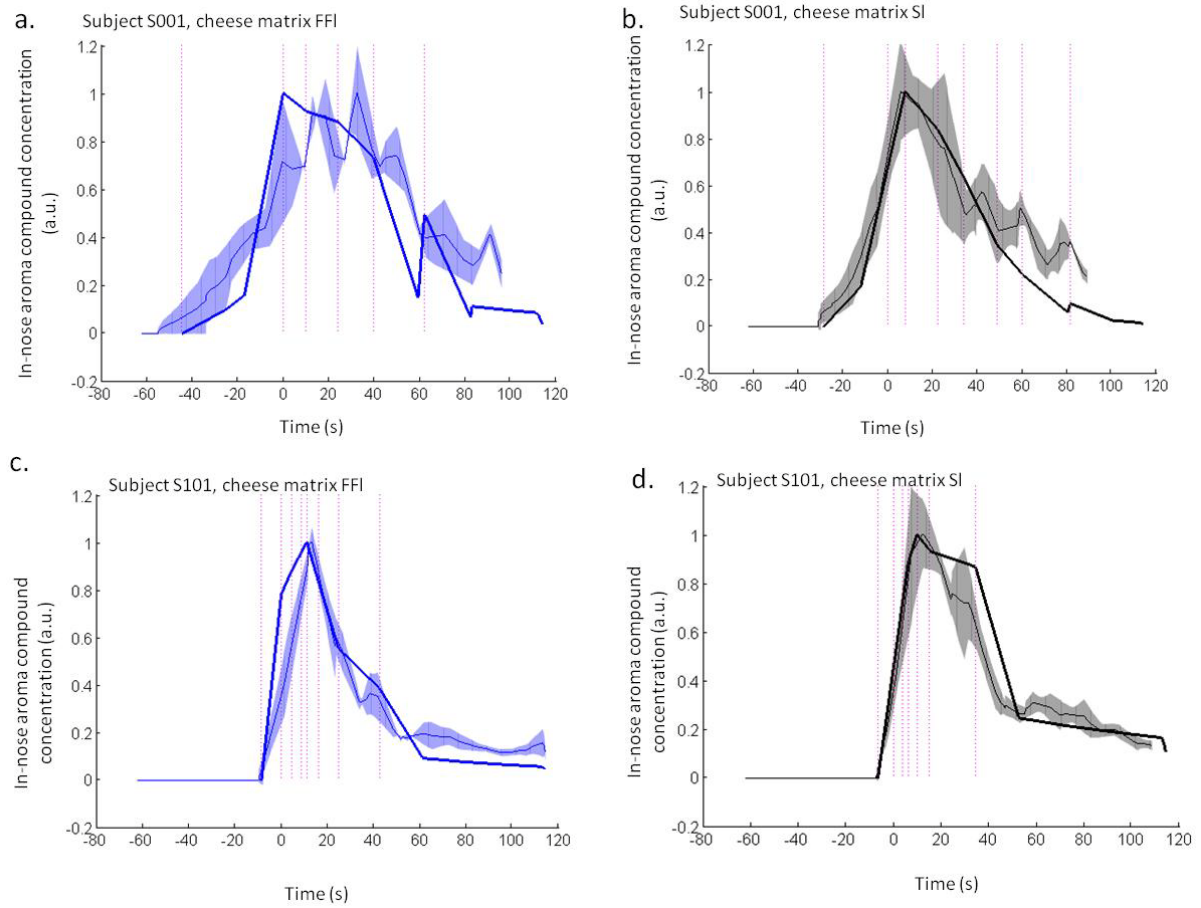 a.
Subject S001, cheese matrix FFl
In-nose aroma compound concentration
(a.u.)
1.2
1
0.8
0.6
0.4
0.2
0
-0.2
-80 -60 -40 -20 0 20 40 60 80 100 120
Time (s)
b.
Subject S001, cheese matrix Sl
In-nose aroma compound concentration
(a.u.)
1.2
1
0.8
0.6
0.4
0.2
0
-0.2
-80 -60 -40 -20 0 20 40 60 80 100 120
Time (s)
c.
Subject S101, cheese matrix FFl
In-nose aroma compound
concentration (a.u.)
1.2
1
0.8
0.6
0.4
0.2
0
-0.2
-80 -60 -40 -20 0 20 40 60 80 100 120
Time (s)
d.
Subject S101, cheese matrix Sl
In-nose aroma compound
concentration (a.u.)
1.2
1
0.8
0.6
0.4
0.2
0
-0.2
-80 -60 -40 -20 0 20 40 60 80 100 120
Time (s)